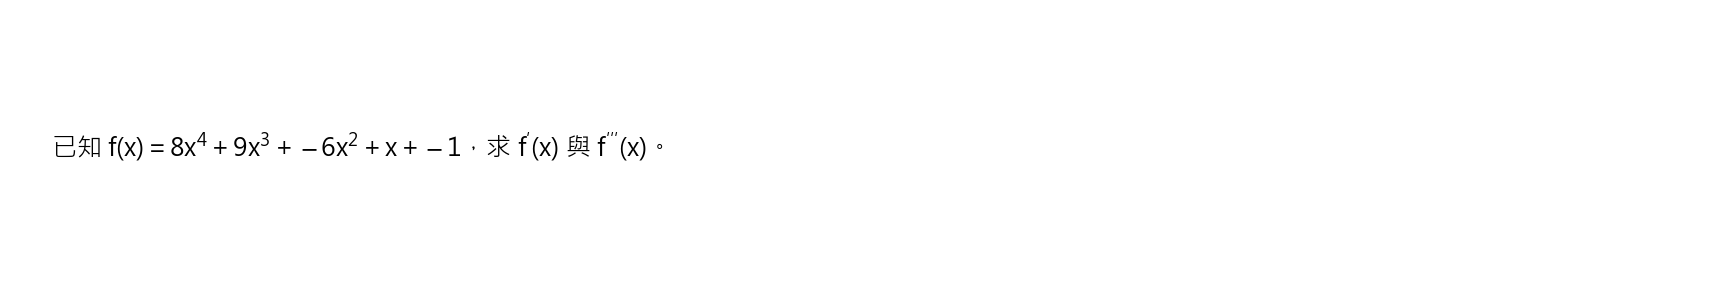 已知 f(x) = 8x⁴ + 9x³ + −6x² + x + −1，求 f′(x) 與 f′′′(x)。